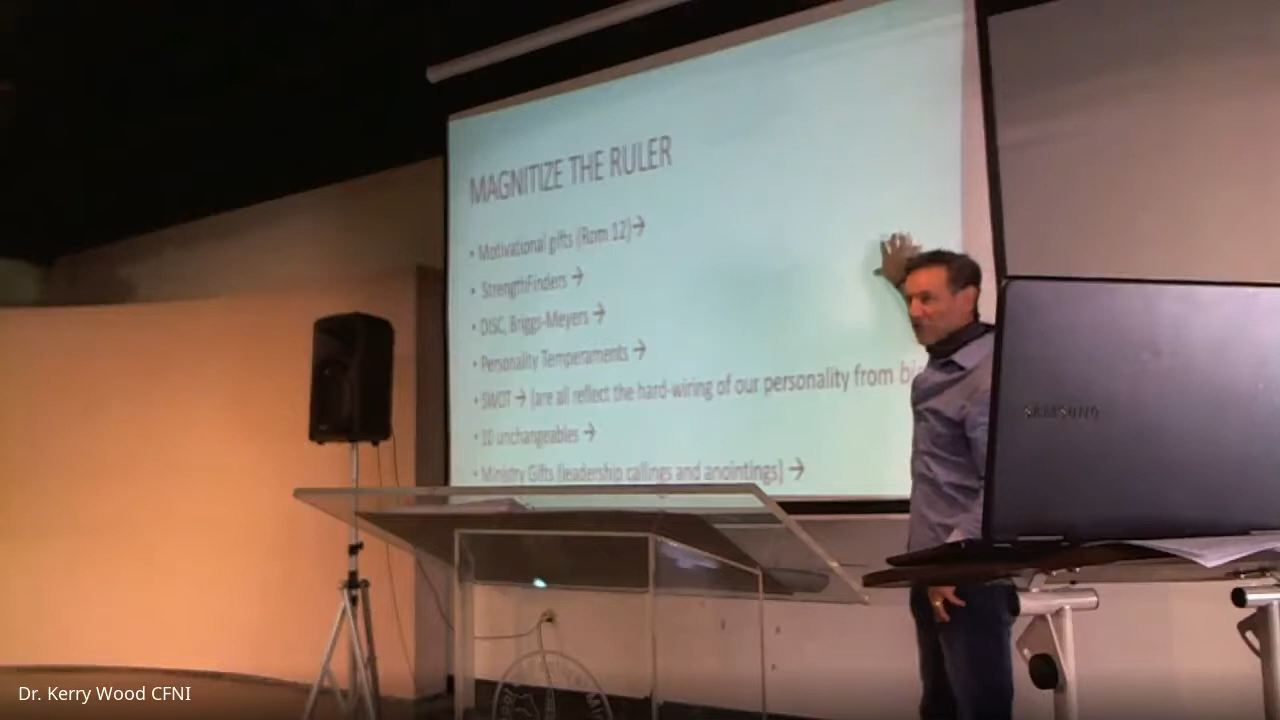 MAGNITIZE THE RULER
• Motivational gifts (Rom 12)→
• StrengthFinders →
• DISC, Briggs-Meyers →
• Personality Temperaments →
• SWOT → (are all reflect the hard-wiring of our personality from
• 10 unchangeables →
• Ministry Gifts (leadership callings and anointings) →
SAMSUNG
Dr. Kerry Wood CFNI